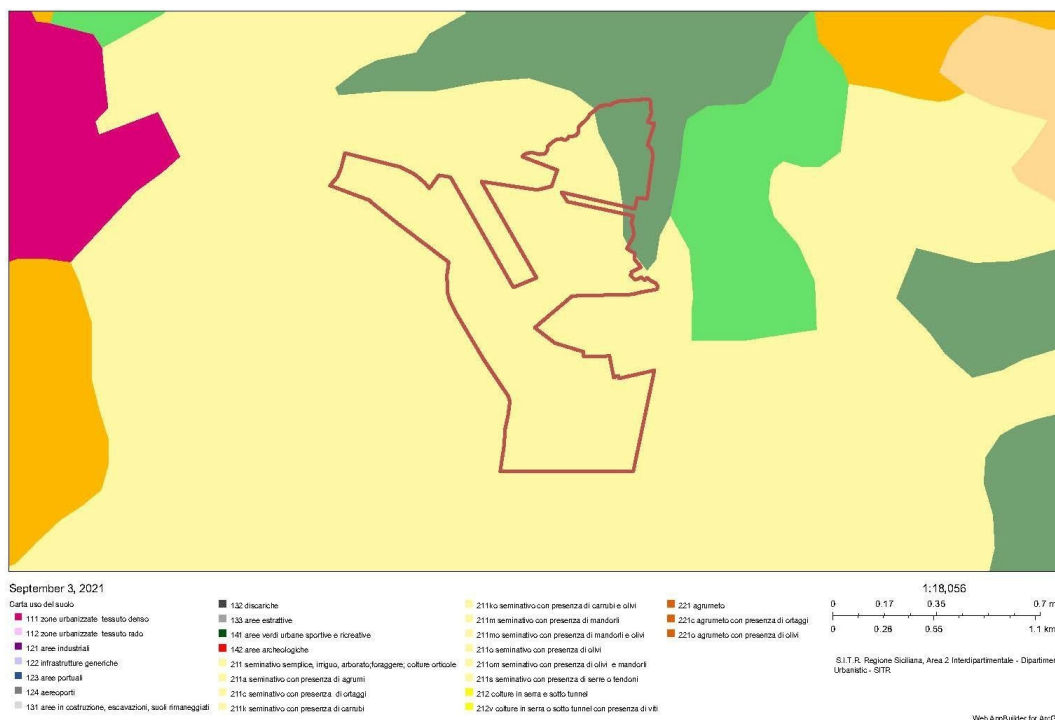 September 3, 2021
Carta uso del suolo
111 zone urbanizzate tessuto denso
112 zone urbanizzate tessuto rado
121 aree industriali
122 infrastrutture generiche
123 aree portuali
124 aereoporti
131 aree in costruzione, escavazioni, suoli rimaneggiati
132 discariche
133 aree estrattive
141 aree verdi urbane sportive e ricreative
142 aree archeologiche
211 seminativo semplice, irriguo, arborato;foraggere; colture orticole
211a seminativo con presenza di agrumi
211c seminativo con presenza di ortaggi
211k seminativo con presenza di carrubi
211ko seminativo con presenza di carrubi e olivi
211m seminativo con presenza di mandorli
211mo seminativo con presenza di mandorli e olivi
211o seminativo con presenza di olivi
211om seminativo con presenza di olivi e mandorli
211s seminativo con presenza di serre o tendoni
212 colture in serra e sotto tunnel
212v colture in serra o sotto tunnel con presenza di viti
221 agrumeto
221c agrumeto con presenza di ortaggi
221o agrumeto con presenza di olivi
1:18,056
0 0.17 0.35 0.7 m
0 0.28 0.55 1.1 km
S.I.T.R. Regione Siciliana, Area 2 Interdipartimentale - Dipartim
Urbanistic - SITR
Web AppBuilder for ArcG